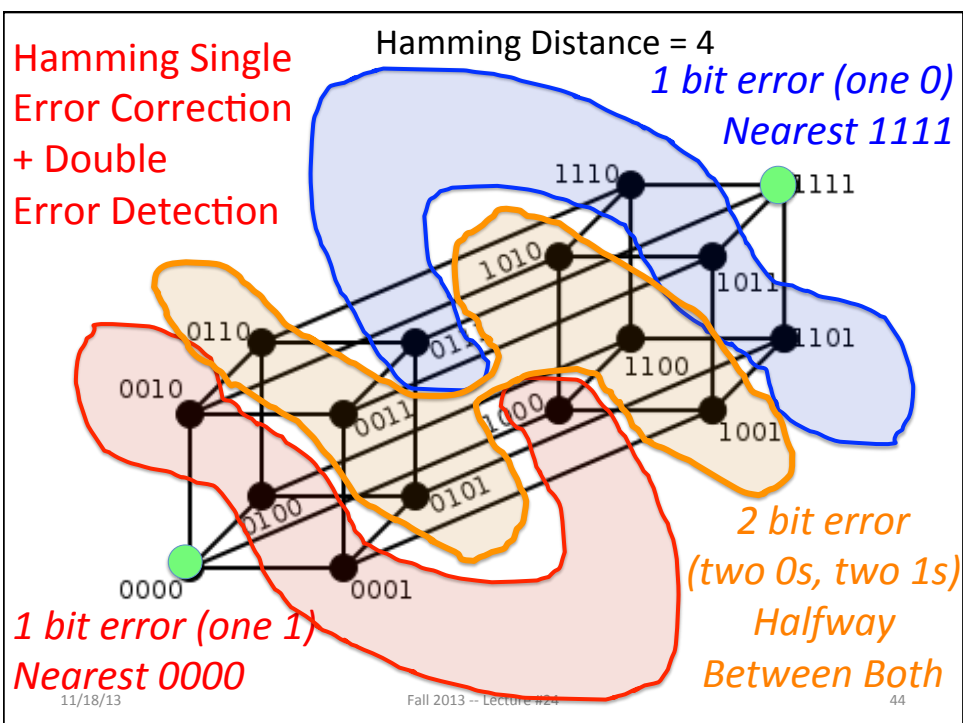 Hamming Single
Error Correction
+ Double
Error Detection
Hamming Distance = 4
1 bit error (one 0)
Nearest 1111
1110
1111
1010
1011
0110
0111
1101
0010
1100
0011
1000
1001
0100
0101
0000
0001
2 bit error
(two 0s, two 1s)
Halfway
Between Both
1 bit error (one 1)
Nearest 0000
11/18/13
Fall 2013 -- Lecture #24
44